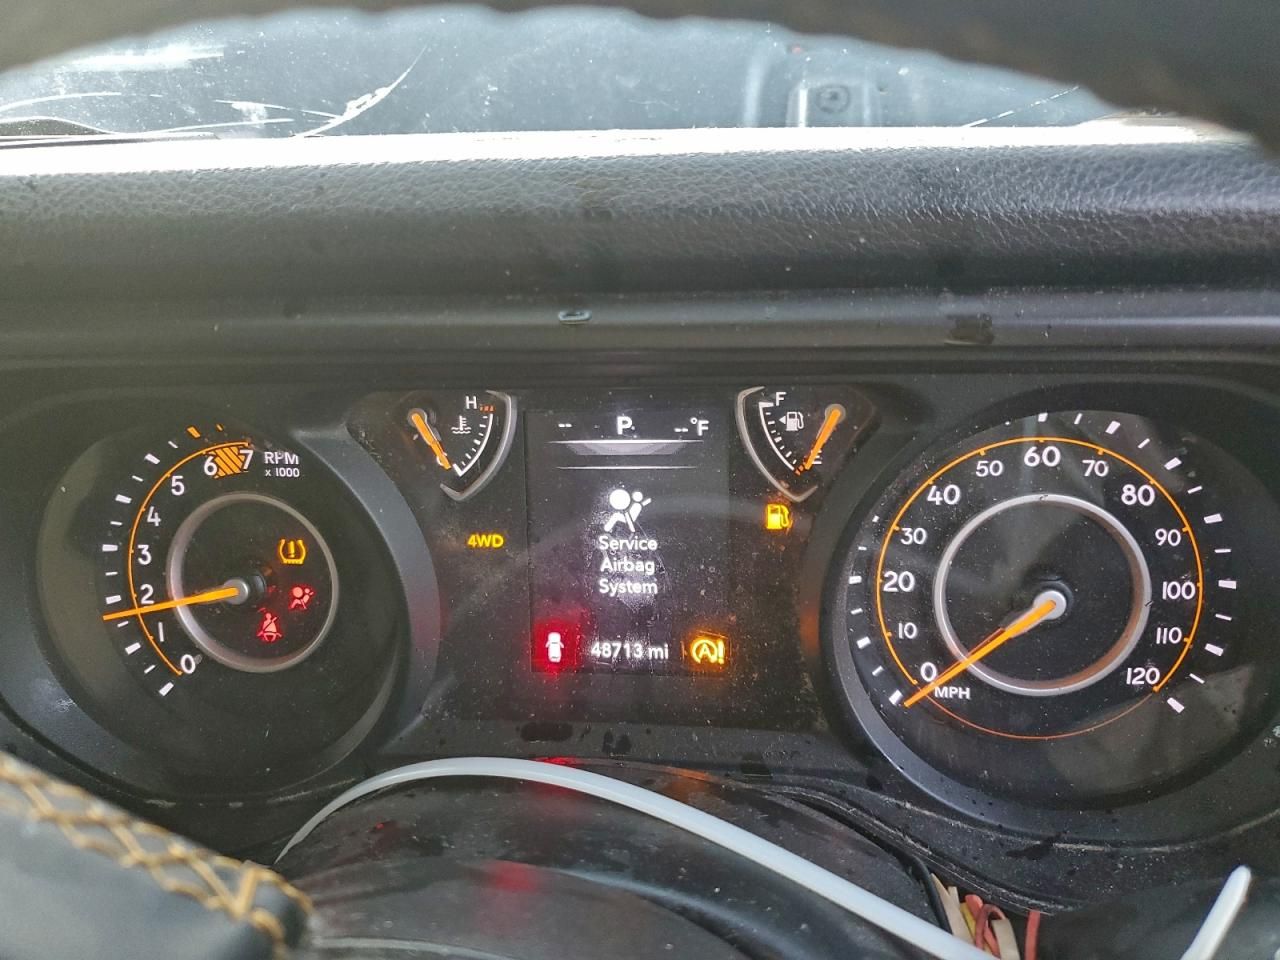 6 7 RPM
x 1000
5
4
3
2
1
0
H
C
4WD
-- P --°F
Service
Airbag
System
48713 mi
A!
F
E
0 10 20 30 40 50 60 70 80 90 100 110 120
MPH